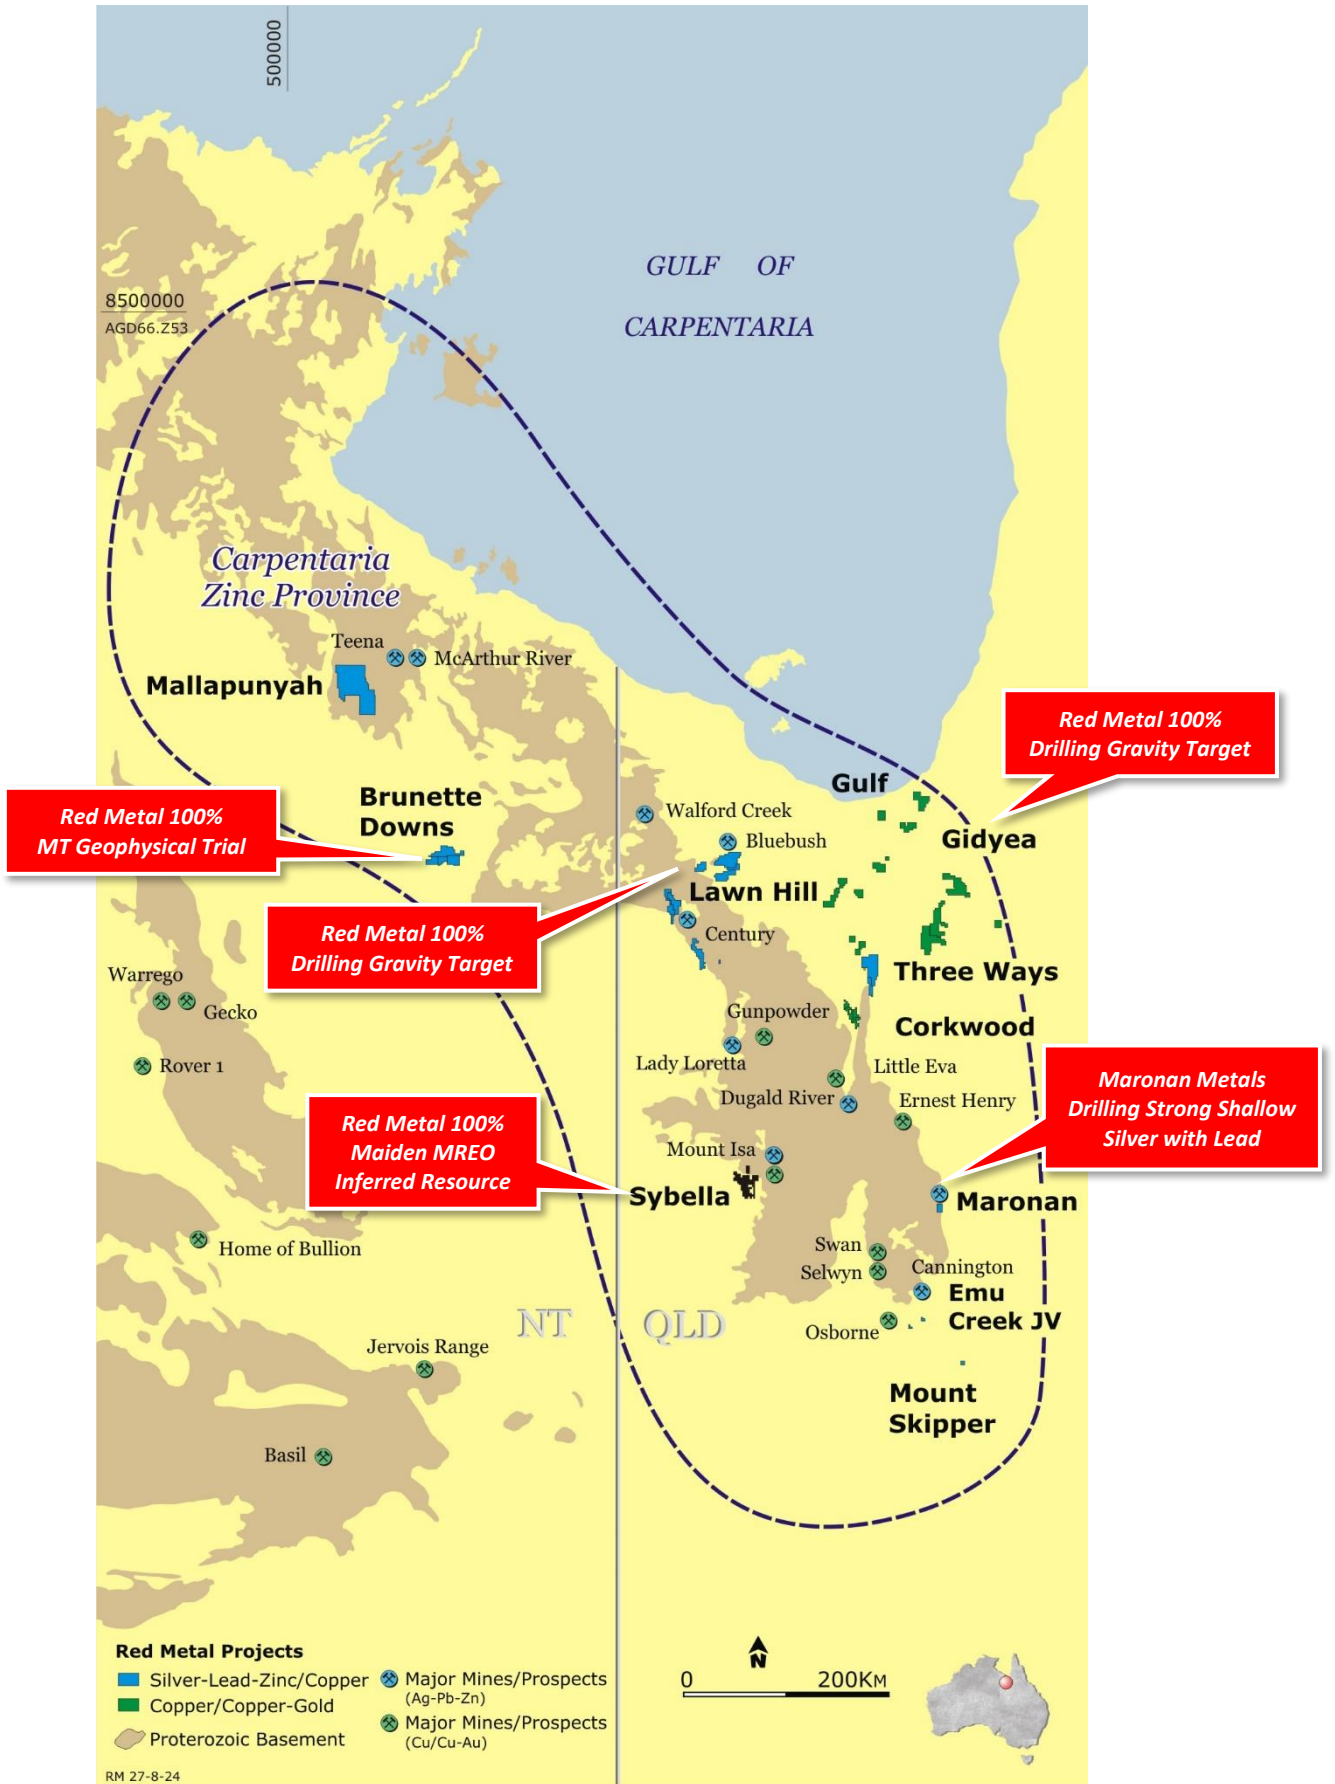 500000
GULF OF
CARPENTARIA
8500000
AGD66.Z53
Carpentaria
Zinc Province
Teena
McArthur River
Mallapunyah
Red Metal 100%
Drilling Gravity Target
Gulf
Brunette
Downs
Walford Creek
Red Metal 100%
MT Geophysical Trial
Bluebush
Gidyea
Lawn Hill
Red Metal 100%
Drilling Gravity Target
Century
Three Ways
Warrego
Gecko
Gunpowder
Corkwood
Rover 1
Lady Loretta
Little Eva
Dugald River
Ernest Henry
Maronan Metals
Drilling Strong Shallow
Silver with Lead
Red Metal 100%
Maiden MREO
Inferred Resource
Mount Isa
Sybella
Maronan
Home of Bullion
Swan
Selwyn
Cannington
Emu
Creek JV
NT
QLD
Osborne
Jervois Range
Mount
Skipper
Basil
Red Metal Projects
Silver-Lead-Zinc/Copper
Copper/Copper-Gold
Proterozoic Basement
Major Mines/Prospects
(Ag-Pb-Zn)
Major Mines/Prospects
(Cu/Cu-Au)
N
0 200KM
RM 27-8-24